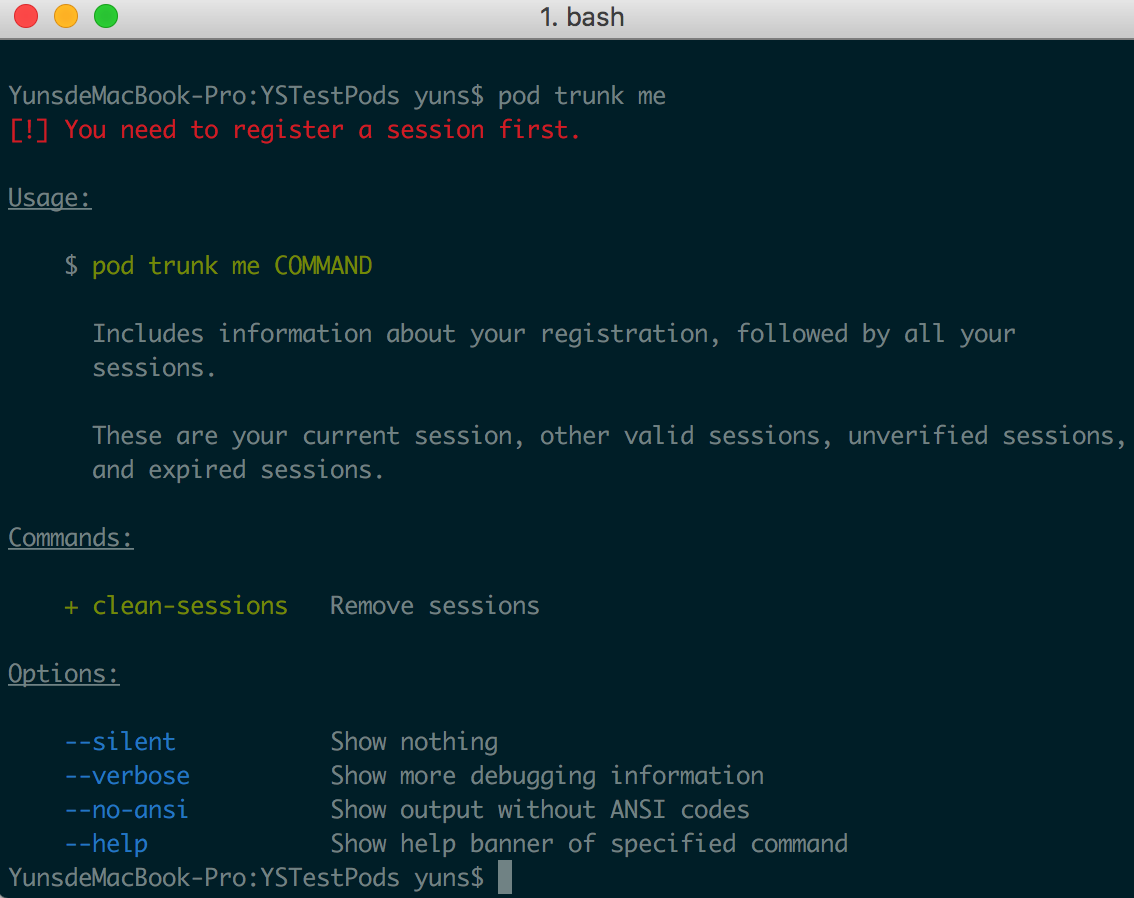 1. bash
YunsdeMacBook-Pro:YSTestPods yuns$ pod trunk me
[!] You need to register a session first.
Usage:
$ pod trunk me COMMAND
Includes information about your registration, followed by all your
sessions.
These are your current session, other valid sessions, unverified sessions,
and expired sessions.
Commands:
+ clean-sessions   Remove sessions
Options:
--silent           Show nothing
--verbose          Show more debugging information
--no-ansi          Show output without ANSI codes
--help             Show help banner of specified command
YunsdeMacBook-Pro:YSTestPods yuns$